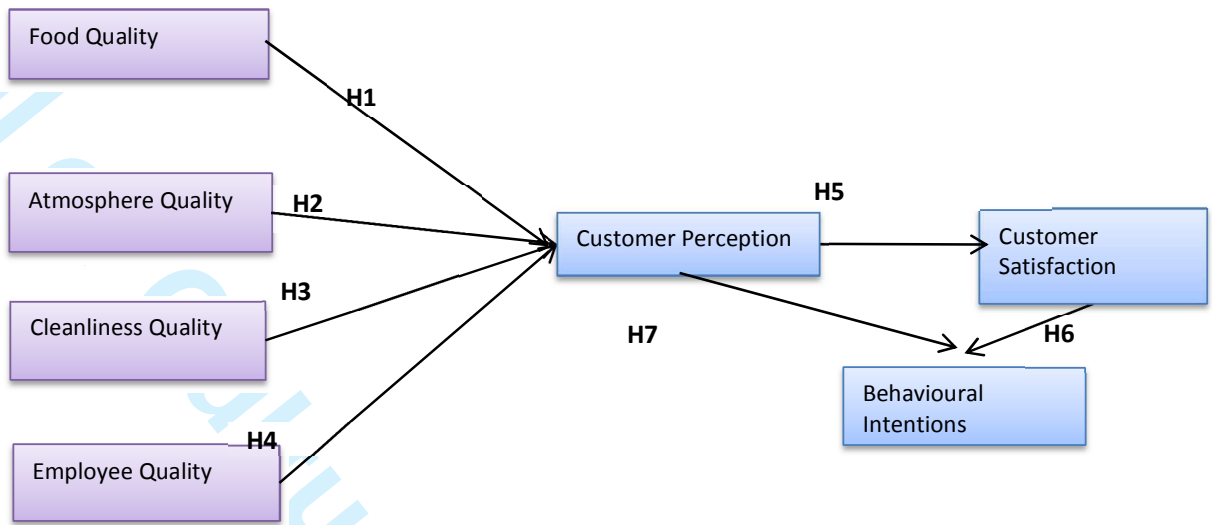 Food Quality
H1
Atmosphere Quality
H2
H5
Customer Perception
Customer
Satisfaction
H3
Cleanliness Quality
H7
H6
Behavioural
Intentions
H4
Employee Quality